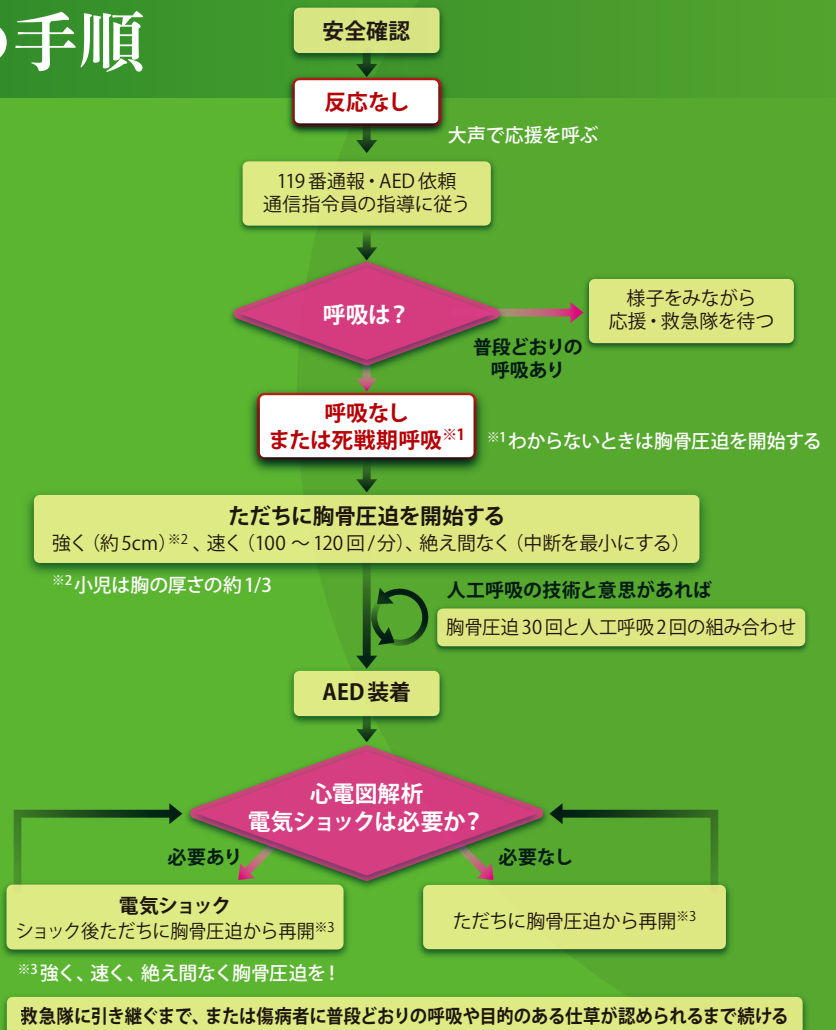 手順
安全確認
反応なし
大声で応援を呼ぶ
119番通報・AED依頼
通信指令員の指導に従う
呼吸は？
様子をみながら
応援・救急隊を待つ
普段どおりの
呼吸あり
呼吸なし
または死戦期呼吸※1
※1わからないときは胸骨圧迫を開始する
ただちに胸骨圧迫を開始する
強く（約5cm）※2、速く（100～120回/分）、絶え間なく（中断を最小にする）
※2小児は胸の厚さの約1/3
人工呼吸の技術と意思があれば
胸骨圧迫30回と人工呼吸2回の組み合わせ
AED装着
心電図解析
電気ショックは必要か？
必要あり
必要なし
電気ショック
ショック後ただちに胸骨圧迫から再開※3
ただちに胸骨圧迫から再開※3
※3強く、速く、絶え間なく胸骨圧迫を！
救急隊に引き継ぐまで、または傷病者に普段どおりの呼吸や目的のある仕草が認められるまで続ける